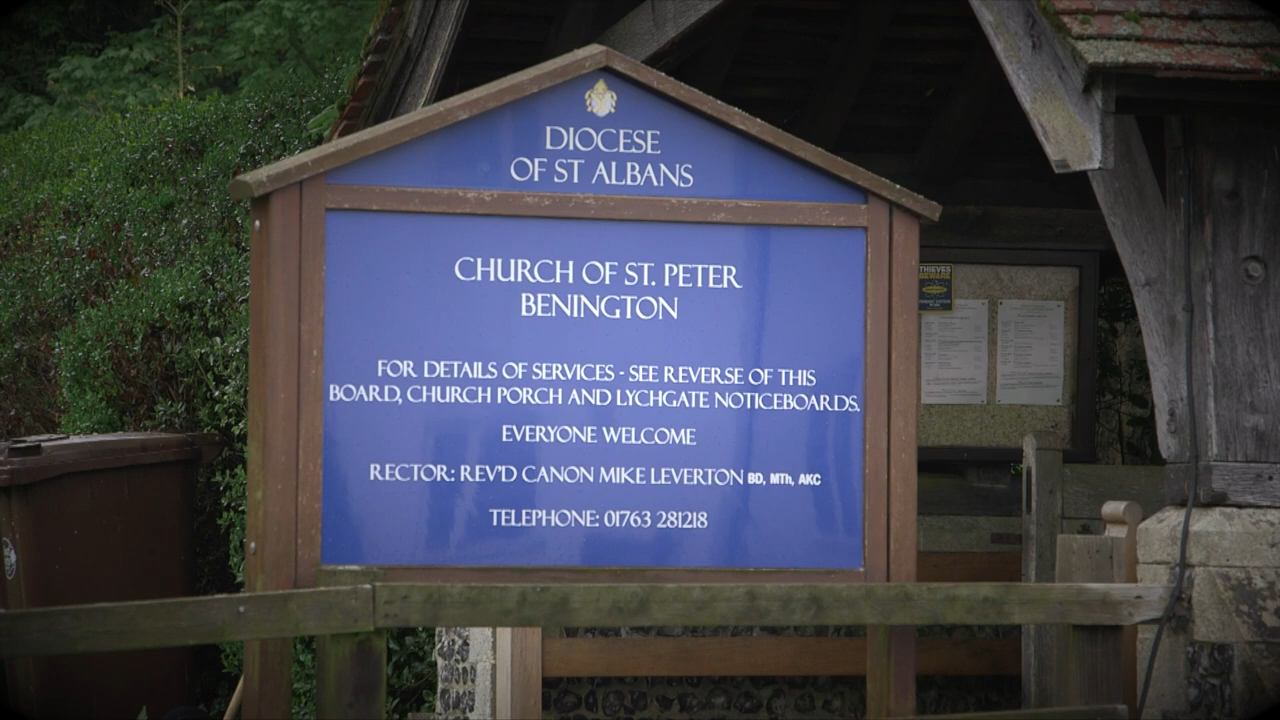 DIOCESE
OF ST ALBANS
CHURCH OF ST. PETER
BENINGTON
FOR DETAILS OF SERVICES - SEE REVERSE OF THIS
BOARD, CHURCH PORCH AND LYCHGATE NOTICEBOARDS.
EVERYONE WELCOME
RECTOR: REV'D CANON MIKE LEVERTON BD, MTh, AKC
TELEPHONE: 01763 281218
THIEVES
BEWARE